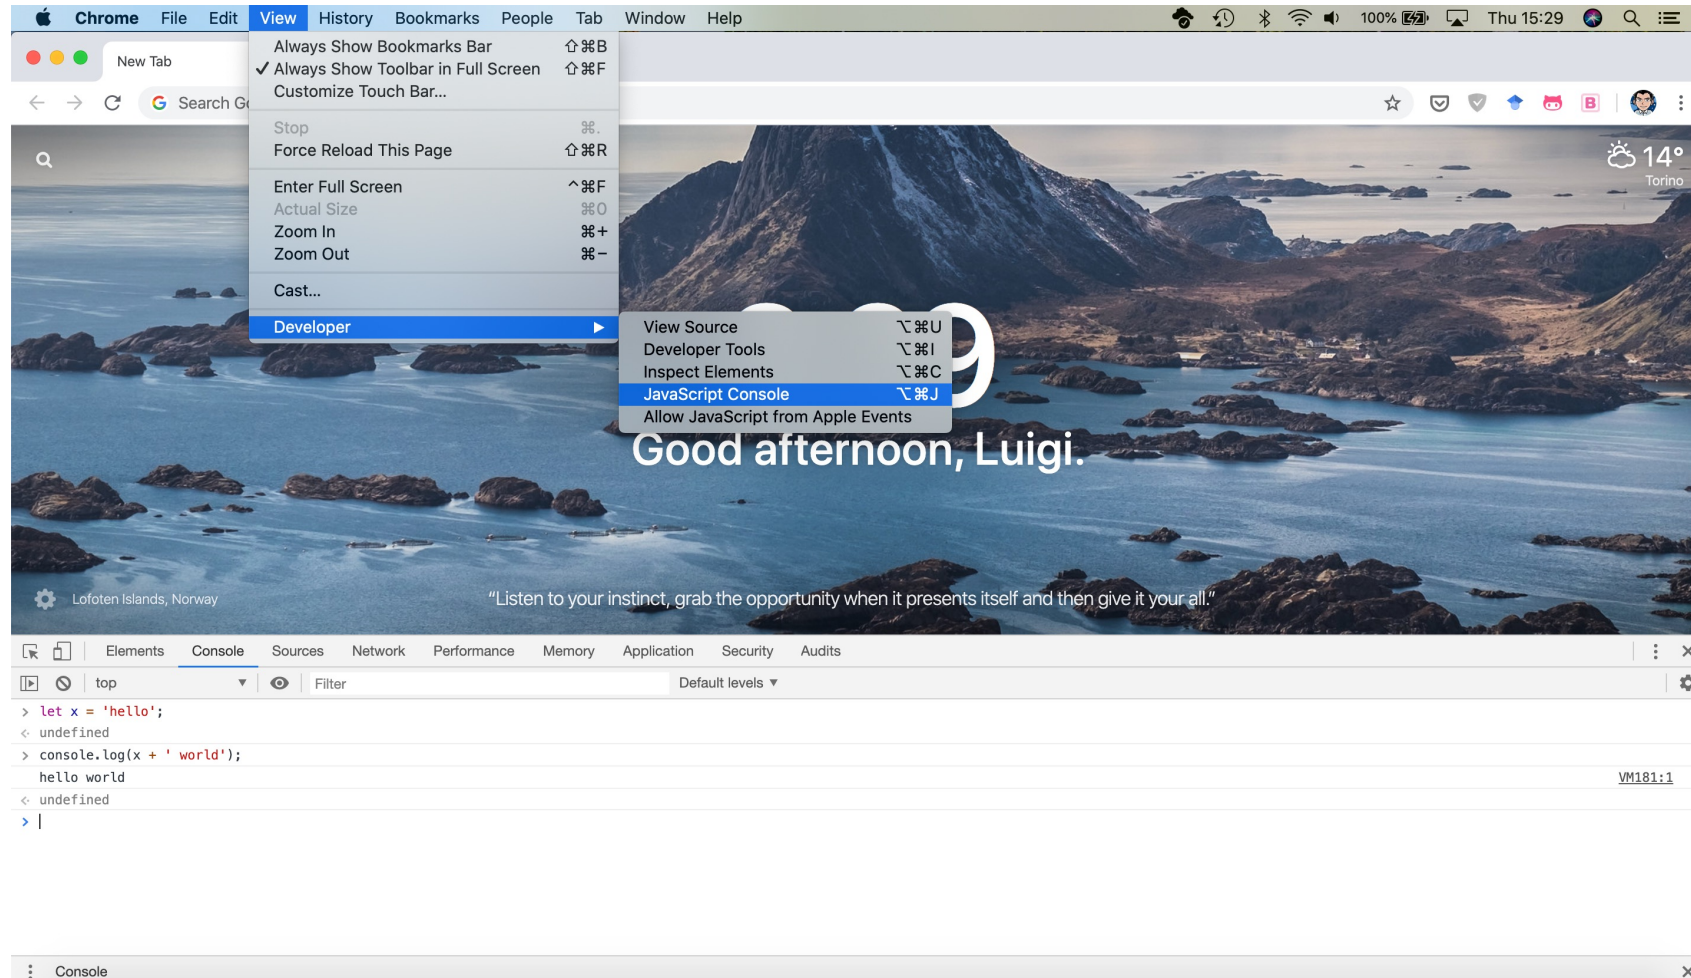 Chrome File Edit View History Bookmarks People Tab Window Help 100% Thu 15:29
New Tab
Always Show Bookmarks Bar ⇧⌘B
✓ Always Show Toolbar in Full Screen ⇧⌘F
Customize Touch Bar...
Search Go
Stop ⌘.
Force Reload This Page ⇧⌘R
Enter Full Screen ^⌘F
Actual Size ⌘0
Zoom In ⌘+
Zoom Out ⌘−
Cast...
Developer ▶
View Source ⌥⌘U
Developer Tools ⌥⌘I
Inspect Elements ⌥⌘C
JavaScript Console ⌥⌘J
Allow JavaScript from Apple Events
14°
Torino
9
Good afternoon, Luigi.
Lofoten Islands, Norway
“Listen to your instinct, grab the opportunity when it presents itself and then give it your all.”
Elements Console Sources Network Performance Memory Application Security Audits
top ▼ Filter Default levels ▼
> let x = 'hello';
< undefined
> console.log(x + ' world');
hello world VM181:1
< undefined
>
Console